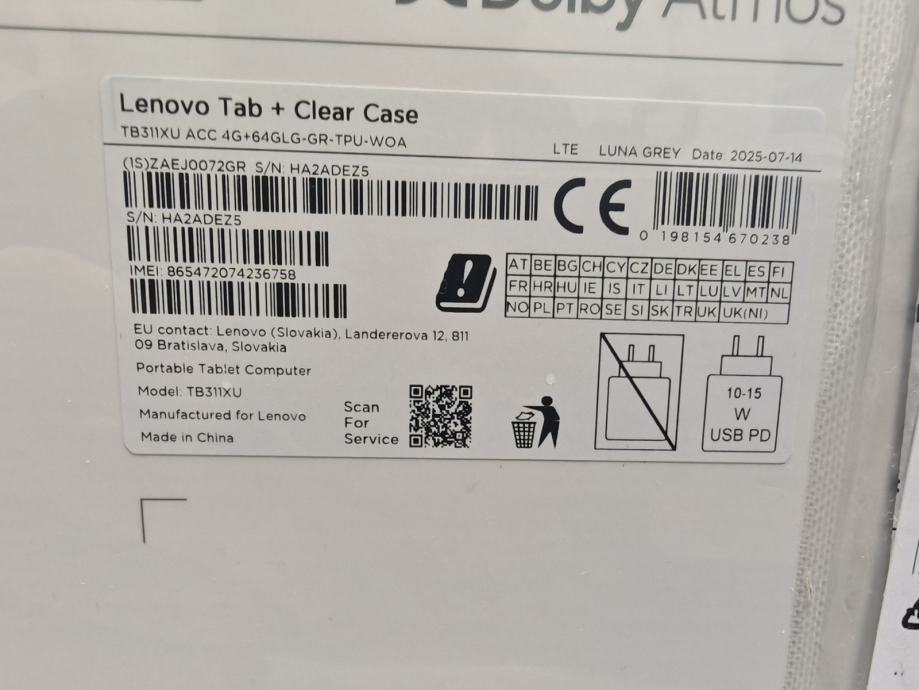 Dolby Atmos
Lenovo Tab + Clear Case
TB311XU ACC 4G+64GLG-GR-TPU-WOA
LTE LUNA GREY Date: 2025-07-14
(1S)ZAEJ0072GR S/N: HA2ADEZ5
S/N: HA2ADEZ5
CE
0 198154 670238
IMEI: 865472074236758
AT BE BG CH CY CZ DE DK EE EL ES FI
FR HR HU IE IS IT LI LT LU LV MT NL
NO PL PT RO SE SI SK TR UK UK(NI)
EU contact: Lenovo (Slovakia), Landererova 12, 811
09 Bratislava, Slovakia
Portable Tablet Computer
Model: TB311XU
Manufactured for Lenovo
Made in China
Scan
For
Service
10-15
W
USB PD